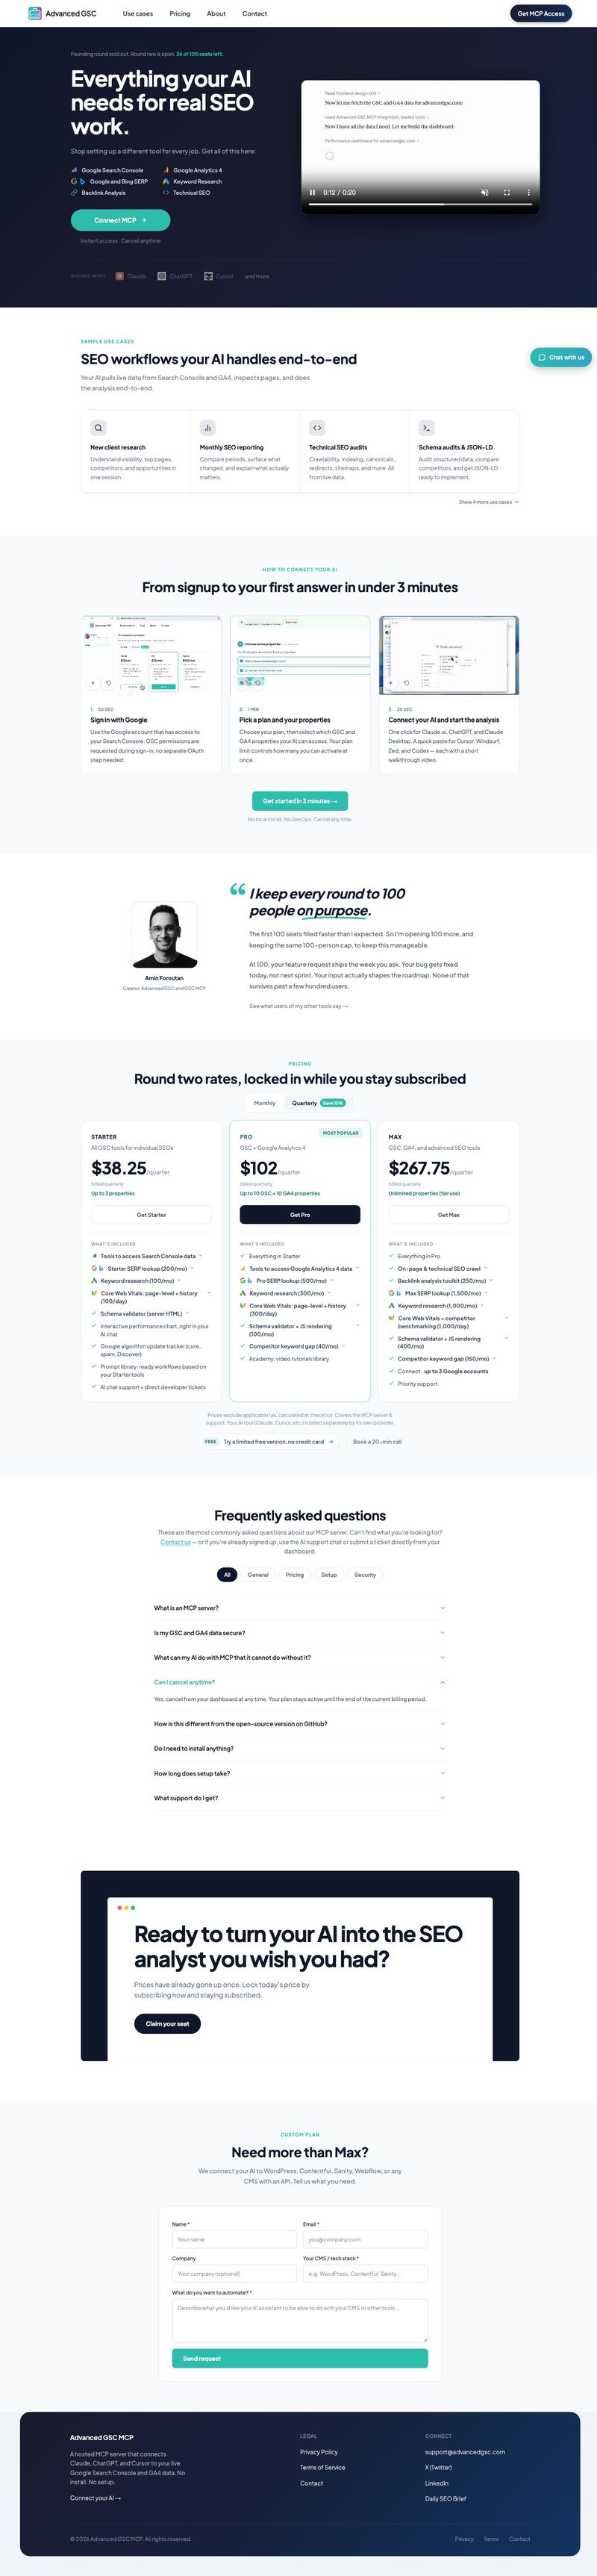 Advanced GSC
Use cases
Pricing
About
Contact
Get MCP Access
Founding round sold out. Round two is open. 36 of 100 seats left.
Everything your AI
needs for real SEO
work.
Stop setting up a different tool for every job. Get all of this here:
Google Search Console
Google Analytics 4
Google and Bing SERP
Keyword Research
Backlink Analysis
Technical SEO
Connect MCP →
Instant access · Cancel anytime
WORKS WITH
Claude
ChatGPT
Cursor
and more
Read frontend design skill
Now let me fetch the GSC and GA4 data for advancedgsc.com:
Used Advanced GSC MCP integration, loaded tools
Now I have all the data I need. Let me build the dashboard:
Performance dashboard for advancedgsc.com
0:12 / 0:20
SAMPLE USE CASES
SEO workflows your AI handles end-to-end
Your AI pulls live data from Search Console and GA4, inspects pages, and does
the analysis end-to-end.
Chat with us
New client research
Understand visibility, top pages,
competitors, and opportunities in
one session.
Monthly SEO reporting
Compare periods, surface what
changed, and explain what actually
matters.
Technical SEO audits
Crawlability, indexing, canonicals,
redirects, sitemaps, and more. All
from live data.
Schema audits & JSON-LD
Audit structured data, compare
competitors, and get JSON-LD
ready to implement.
Show 4 more use cases
HOW TO CONNECT YOUR AI
From signup to your first answer in under 3 minutes
1. 30 SEC
Sign in with Google
Use the Google account that has access to
your Search Console. GSC permissions are
requested during sign-in, no separate OAuth
step needed.
2. 1 MIN
Pick a plan and your properties
Choose your plan, then select which GSC and
GA4 properties your AI can access. Your plan
limit controls how many you can activate at
once.
3. 30 SEC
Connect your AI and start the analysis
One click for Claude.ai, ChatGPT, and Claude
Desktop. A quick paste for Cursor, Windsurf,
Zed, and Codex — each with a short
walkthrough video.
Get started in 3 minutes →
No local install. No DevOps. Cancel any time.
“ I keep every round to 100
people on purpose.
The first 100 seats filled faster than I expected. So I'm opening 100 more, and
keeping the same 100-person cap, to keep this manageable.
At 100, your feature request ships the week you ask. Your bug gets fixed
today, not next sprint. Your input actually shapes the roadmap. None of that
survives past a few hundred users.
See what users of my other tools say →
Amin Foroutan
Creator, Advanced GSC and GSC MCP
PRICING
Round two rates, locked in while you stay subscribed
Monthly
Quarterly Save 15%
STARTER
All GSC tools for individual SEOs
$38.25/quarter
billed quarterly
Up to 3 properties
Get Starter
WHAT'S INCLUDED
Tools to access Search Console data
Starter SERP lookup (200/mo)
Keyword research (100/mo)
Core Web Vitals: page-level + history
(100/day)
Schema validator (server HTML)
Interactive performance chart, right in your
AI chat
Google algorithm update tracker (core,
spam, Discover)
Prompt library: ready workflows based on
your Starter tools
AI chat support + direct developer tickets
PRO
MOST POPULAR
GSC + Google Analytics 4
$102/quarter
billed quarterly
Up to 10 GSC + 10 GA4 properties
Get Pro
WHAT'S INCLUDED
Everything in Starter
Tools to access Google Analytics 4 data
Pro SERP lookup (500/mo)
Keyword research (300/mo)
Core Web Vitals: page-level + history
(300/day)
Schema validator + JS rendering
(100/mo)
Competitor keyword gap (40/mo)
Academy: video tutorials library
MAX
GSC, GA4, and advanced SEO tools
$267.75/quarter
billed quarterly
Unlimited properties (fair use)
Get Max
WHAT'S INCLUDED
Everything in Pro
On-page & technical SEO crawl
Backlink analysis toolkit (250/mo)
Max SERP lookup (1,500/mo)
Keyword research (1,000/mo)
Core Web Vitals + competitor
benchmarking (1,000/day)
Schema validator + JS rendering
(400/mo)
Competitor keyword gap (150/mo)
Connect up to 3 Google accounts
Priority support
Prices exclude applicable tax, calculated at checkout. Covers the MCP server &
support. Your AI tool (Claude, Cursor, etc.) is billed separately by its own provider.
FREE Try a limited free version, no credit card →
Book a 20-min call
Frequently asked questions
These are the most commonly asked questions about our MCP server. Can't find what you're looking for?
Contact us — or if you're already signed up, use the AI support chat or submit a ticket directly from your
dashboard.
All
General
Pricing
Setup
Security
What is an MCP server?
Is my GSC and GA4 data secure?
What can my AI do with MCP that it cannot do without it?
Can I cancel anytime?
Yes, cancel from your dashboard at any time. Your plan stays active until the end of the current billing period.
How is this different from the open-source version on GitHub?
Do I need to install anything?
How long does setup take?
What support do I get?
Ready to turn your AI into the SEO
analyst you wish you had?
Prices have already gone up once. Lock today's price by
subscribing now and staying subscribed.
Claim your seat
CUSTOM PLAN
Need more than Max?
We connect your AI to WordPress, Contentful, Sanity, Webflow, or any
CMS with an API. Tell us what you need.
Name *
Email *
Your name
you@company.com
Company
Your CMS / tech stack *
Your company (optional)
e.g. WordPress, Contentful, Sanity...
What do you want to automate? *
Describe what you'd like your AI assistant to be able to do with your CMS or other tools...
Send request
Advanced GSC MCP
A hosted MCP server that connects
Claude, ChatGPT, and Cursor to your live
Google Search Console and GA4 data. No
install. No setup.
Connect your AI →
LEGAL
Privacy Policy
Terms of Service
Contact
CONNECT
support@advancedgsc.com
X (Twitter)
LinkedIn
Daily SEO Brief
© 2026 Advanced GSC MCP. All rights reserved.
Privacy
Terms
Contact